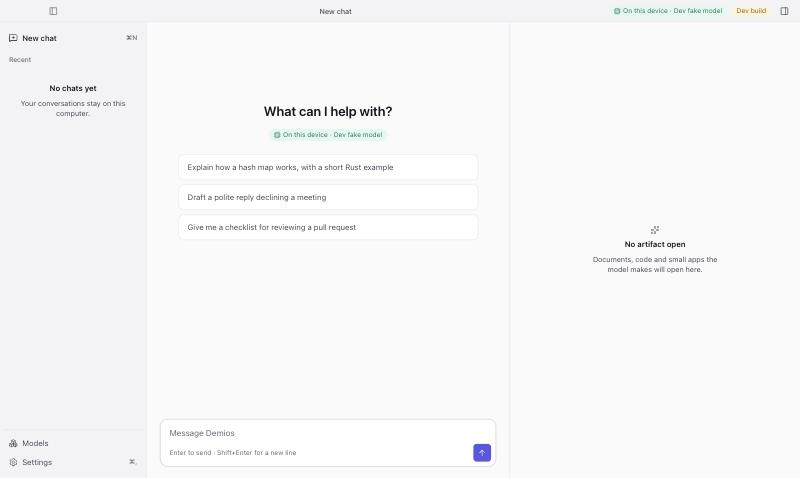 New chat
On this device · Dev fake model
Dev build
New chat
⌘N
Recent
No chats yet
Your conversations stay on this
computer.
What can I help with?
On this device · Dev fake model
Explain how a hash map works, with a short Rust example
Draft a polite reply declining a meeting
Give me a checklist for reviewing a pull request
No artifact open
Documents, code and small apps the
model makes will open here.
Message Demios
Enter to send · Shift+Enter for a new line
Models
Settings
⌘,